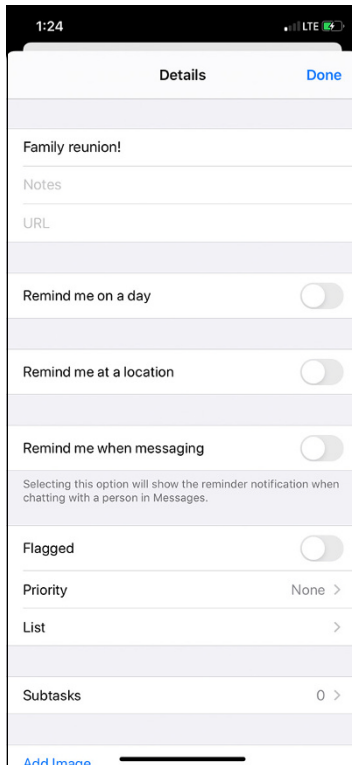 1:24 LTE
Details Done
Family reunion!
Notes
URL
Remind me on a day
Remind me at a location
Remind me when messaging
Selecting this option will show the reminder notification when
chatting with a person in Messages.
Flagged
Priority None
List
Subtasks 0
Add Image